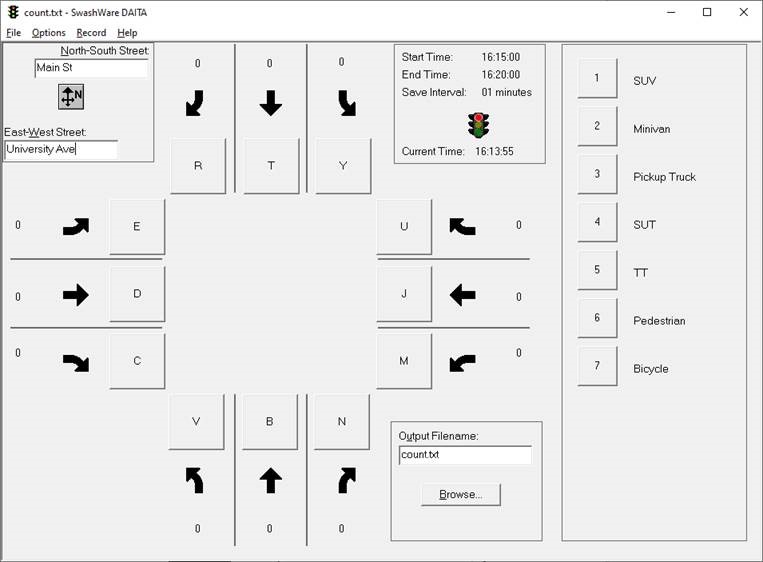 count.txt - SwashWare DAITA
File Options Record Help
North-South Street:
Main St
N
East-West Street:
University Ave
0 0 0
R T Y
Start Time: 16:15:00
End Time: 16:20:00
Save Interval: 01 minutes
Current Time: 16:13:55
1 SUV
2 Minivan
3 Pickup Truck
4 SUT
5 TT
6 Pedestrian
7 Bicycle
0 E U 0
0 D J 0
0 C M 0
V B N
0 0 0
Output Filename:
count.txt
Browse...